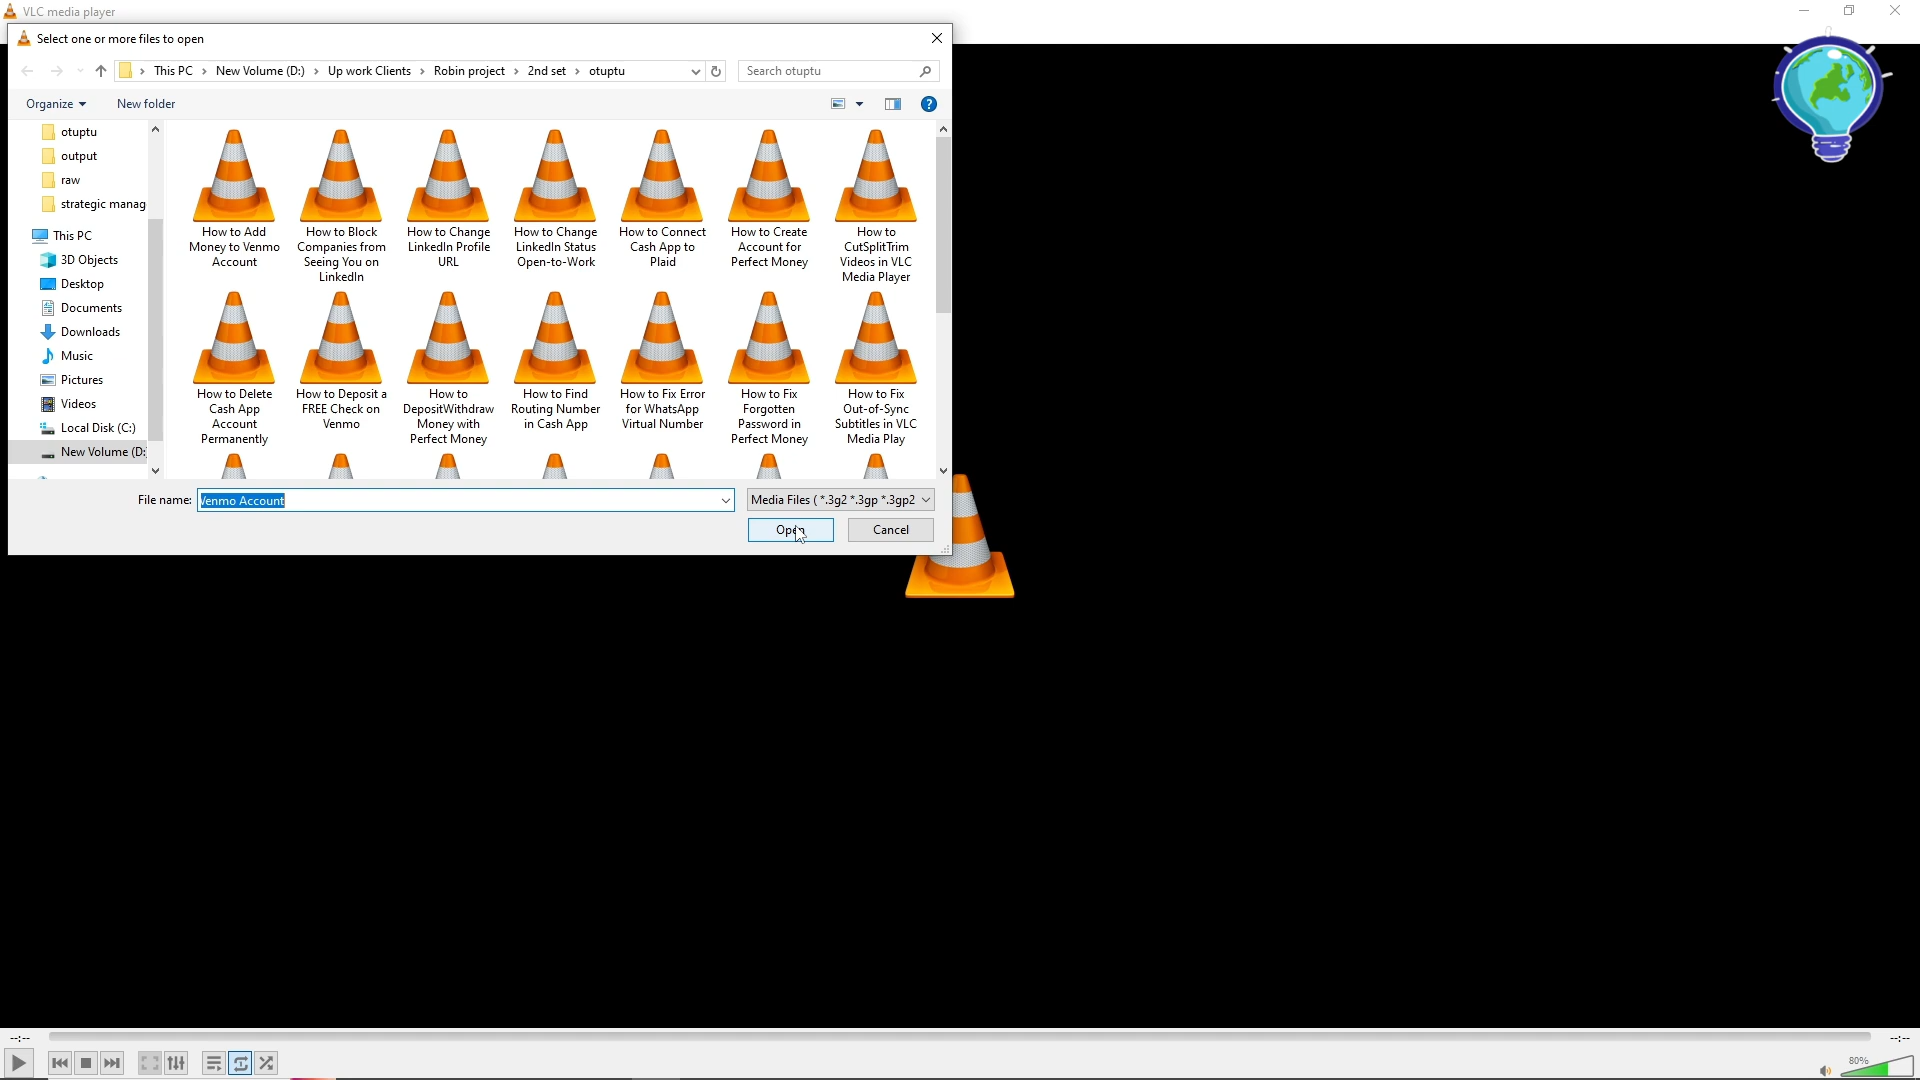 VLC media player
Select one or more files to open
This PC > New Volume (D:) > Up work Clients > Robin project > 2nd set > otuptu
Search otuptu
Organize
New folder
otuptu
output
raw
strategic manag
This PC
3D Objects
Desktop
Documents
Downloads
Music
Pictures
Videos
Local Disk (C:)
New Volume (D:
How to Add
Money to Venmo
Account
How to Block
Companies from
Seeing You on
LinkedIn
How to Change
LinkedIn Profile
URL
How to Change
LinkedIn Status
Open-to-Work
How to Connect
Cash App to
Plaid
How to Create
Account for
Perfect Money
How to
CutSplitTrim
Videos in VLC
Media Player
How to Delete
Cash App
Account
Permanently
How to Deposit a
FREE Check on
Venmo
How to
DepositWithdraw
Money with
Perfect Money
How to Find
Routing Number
in Cash App
How to Fix Error
for WhatsApp
Virtual Number
How to Fix
Forgotten
Password in
Perfect Money
How to Fix
Out-of-Sync
Subtitles in VLC
Media Play
File name:
Venmo Account
Media Files ( *.3g2 *.3gp *.3gp2
Open
Cancel
--:--
--:--
80%